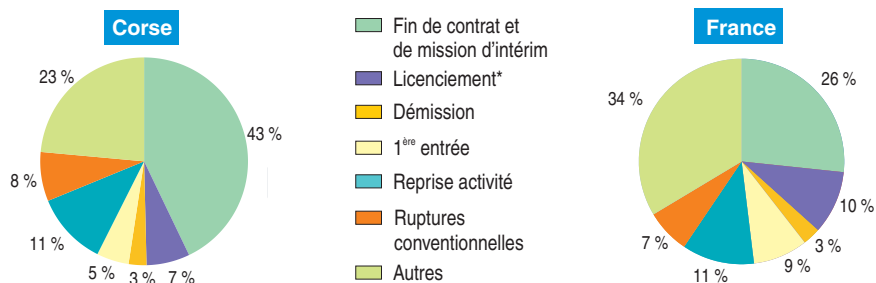 Corse
43 %
7 %
3 %
5 %
11 %
8 %
23 %
Fin de contrat et
de mission d'intérim
Licenciement*
Démission
1ère entrée
Reprise activité
Ruptures
conventionnelles
Autres
France
26 %
10 %
3 %
9 %
11 %
7 %
34 %